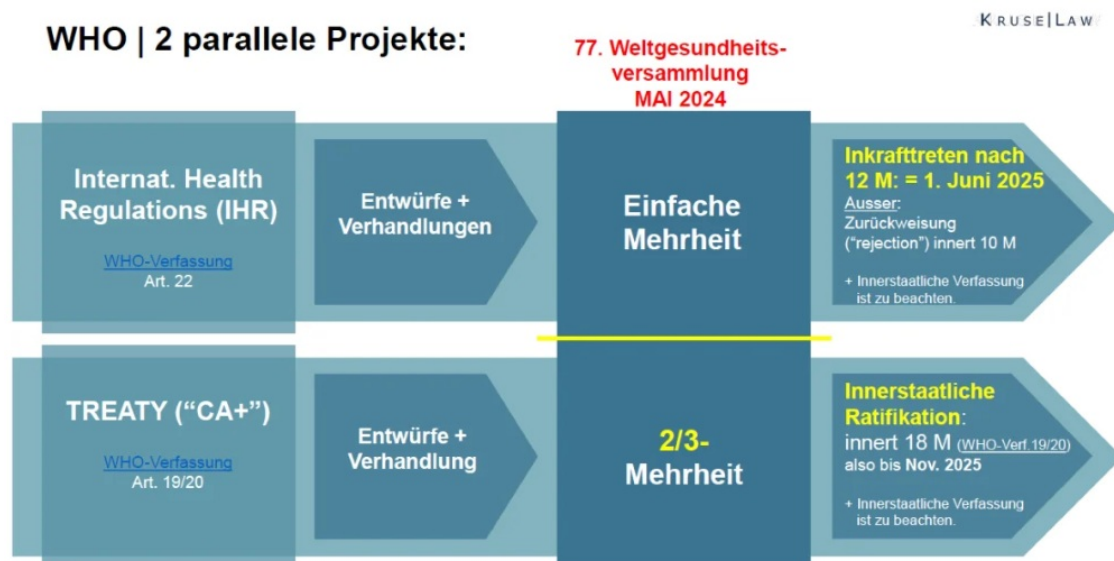 KRUSE|LAW
WHO | 2 parallele Projekte:
77. Weltgesundheits-
versammlung
MAI 2024
Internat. Health
Regulations (IHR)
WHO-Verfassung
Art. 22
Entwürfe +
Verhandlungen
Einfache
Mehrheit
Inkrafttreten nach
12 M: = 1. Juni 2025
Ausser:
Zurückweisung
(“rejection”) innert 10 M
+ Innerstaatliche Verfassung
ist zu beachten.
TREATY (“CA+”)
WHO-Verfassung
Art. 19/20
Entwürfe +
Verhandlung
2/3-
Mehrheit
Innerstaatliche
Ratifikation:
innert 18 M (WHO-Verf.19/20)
also bis Nov. 2025
+ Innerstaatliche Verfassung
ist zu beachten.